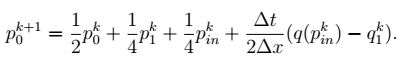 p_0^{k+1} = \frac{1}{2}p_0^k + \frac{1}{4}p_1^k + \frac{1}{4}p_{in}^k + \frac{\Delta t}{2\Delta x}(q(p_{in}^k) - q_1^k).